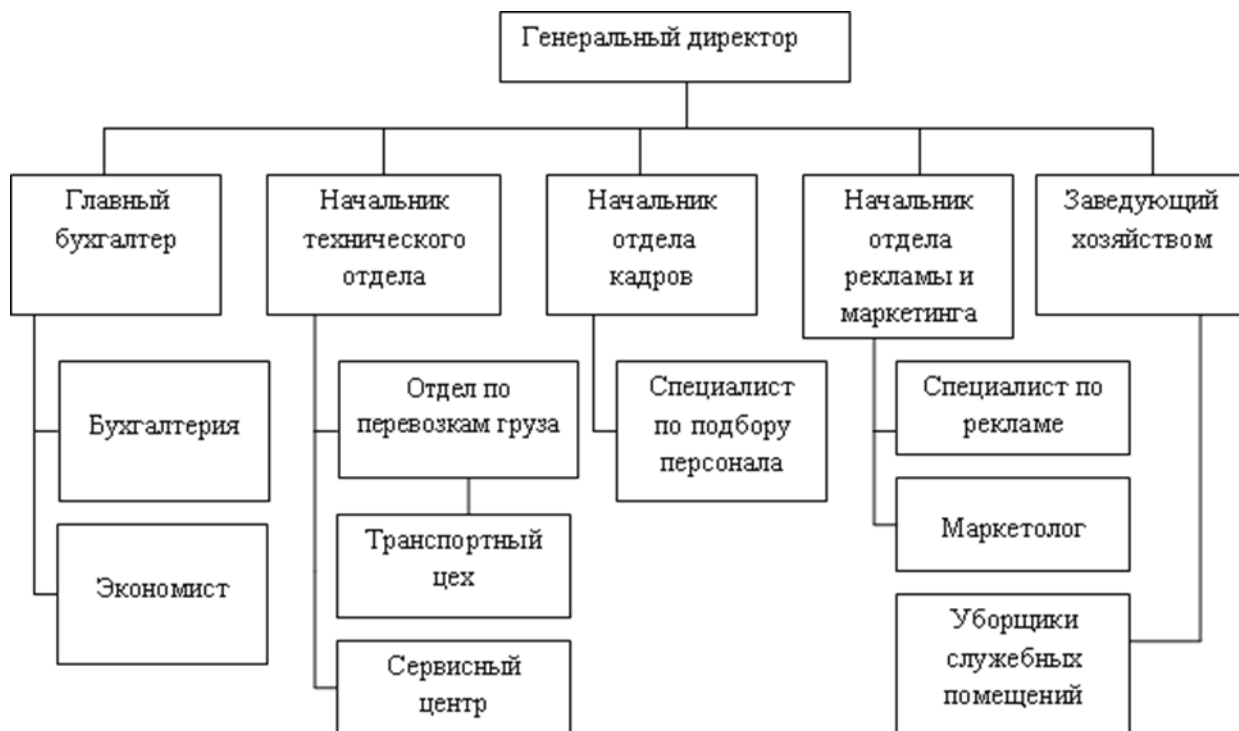 Генеральный директор
Главный
бухгалтер
Начальник
технического
отдела
Начальник
отдела
кадров
Начальник
отдела
рекламы и
маркетинга
Заведующий
хозяйством
Бухгалтерия
Экономист
Отдел по
перевозкам груза
Транспортный
цех
Сервисный
центр
Специалист
по подбору
персонала
Специалист по
рекламе
Маркетолог
Уборщики
служебных
помещений